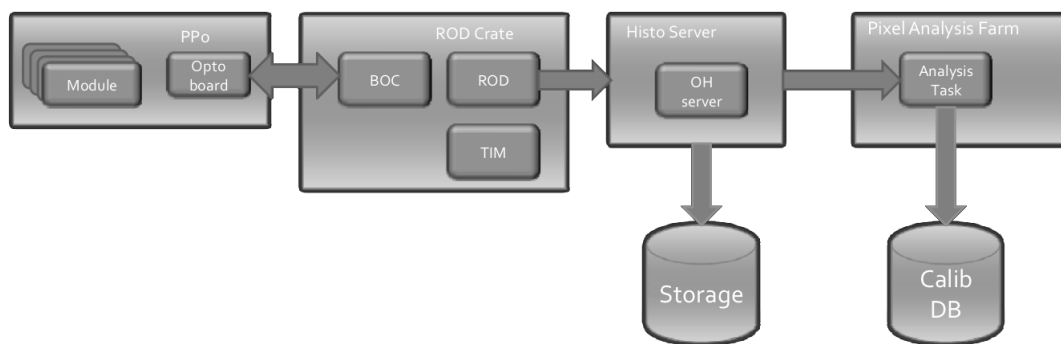 PPo
Module
Opto
board
ROD Crate
BOC
ROD
TIM
Histo Server
OH
server
Storage
Pixel Analysis Farm
Analysis
Task
Calib
DB